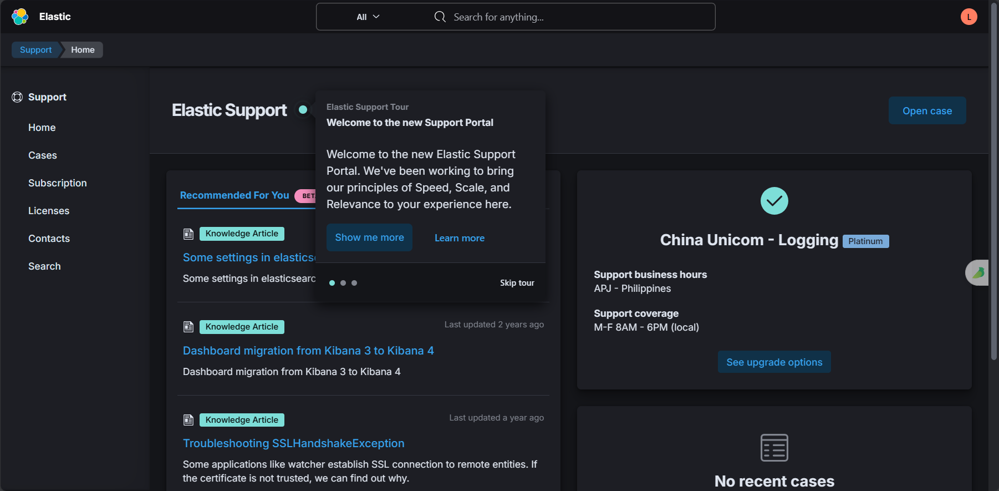 Elastic
All
Search for anything...
L
Support
Home
Support
Home
Cases
Subscription
Licenses
Contacts
Search
Elastic Support
Open case
Elastic Support Tour
Welcome to the new Support Portal
Welcome to the new Elastic Support
Portal. We've been working to bring
our principles of Speed, Scale, and
Relevance to your experience here.
Show me more
Learn more
Skip tour
Recommended For You
Knowledge Article
Some settings in
Some settings in
Knowledge Article
Last updated 2 years ago
Dashboard migration from Kibana 3 to Kibana 4
Dashboard migration from Kibana 3 to Kibana 4
Knowledge Article
Last updated a year ago
Troubleshooting SSLHandshakeException
Some applications like watcher establish SSL connection to remote entities. If
the certificate is not trusted, we can find out why.
China Unicom - Logging Platinum
Support business hours
APJ - Philippines
Support coverage
M-F 8AM - 6PM (local)
See upgrade options
No recent cases